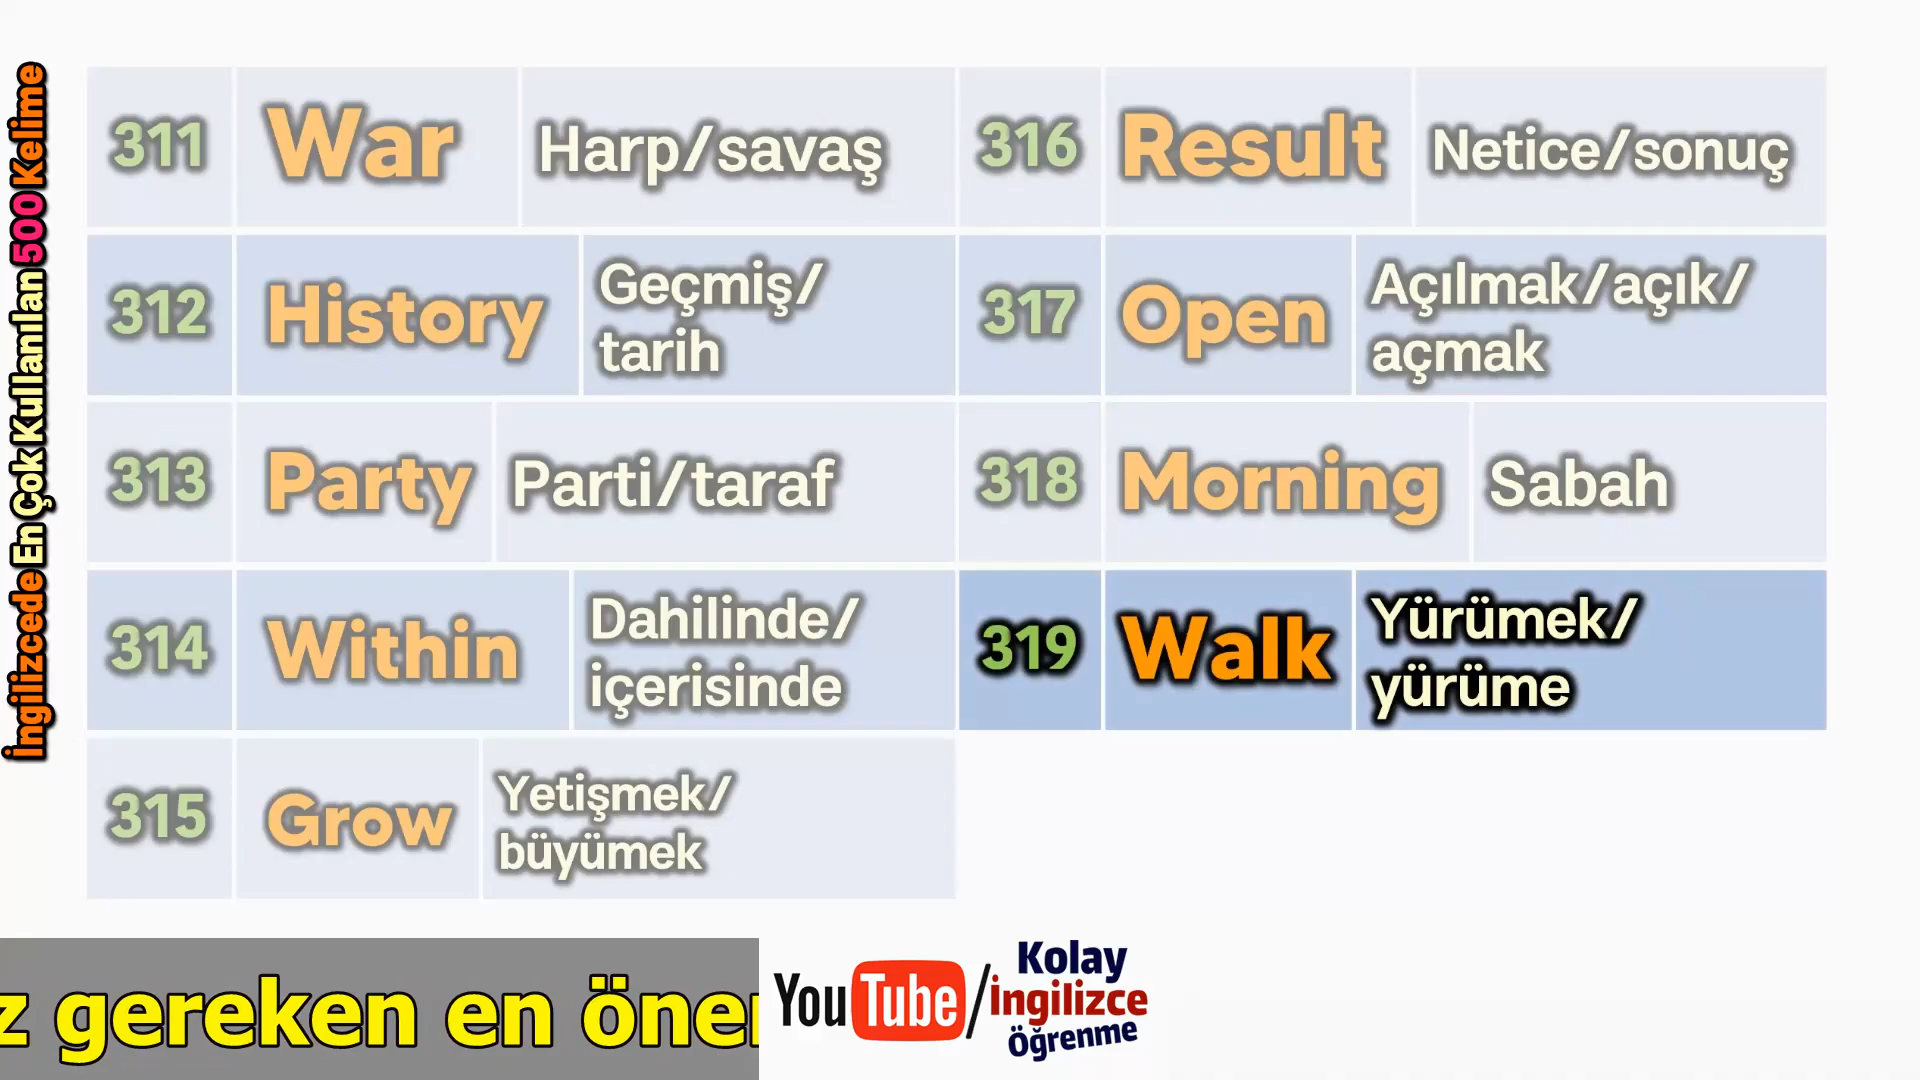 İngilizcede En Çok Kullanılan 500 Kelime
311 War Harp/savaş
312 History Geçmiş/
tarih
313 Party Parti/taraf
314 Within Dahilinde/
içerisinde
315 Grow Yetişmek/
büyümek
316 Result Netice/sonuç
317 Open Açılmak/açık/
açmak
318 Morning Sabah
319 Walk Yürümek/
yürüme
gereken en
YouTube/Kolay
İngilizce
Öğrenme